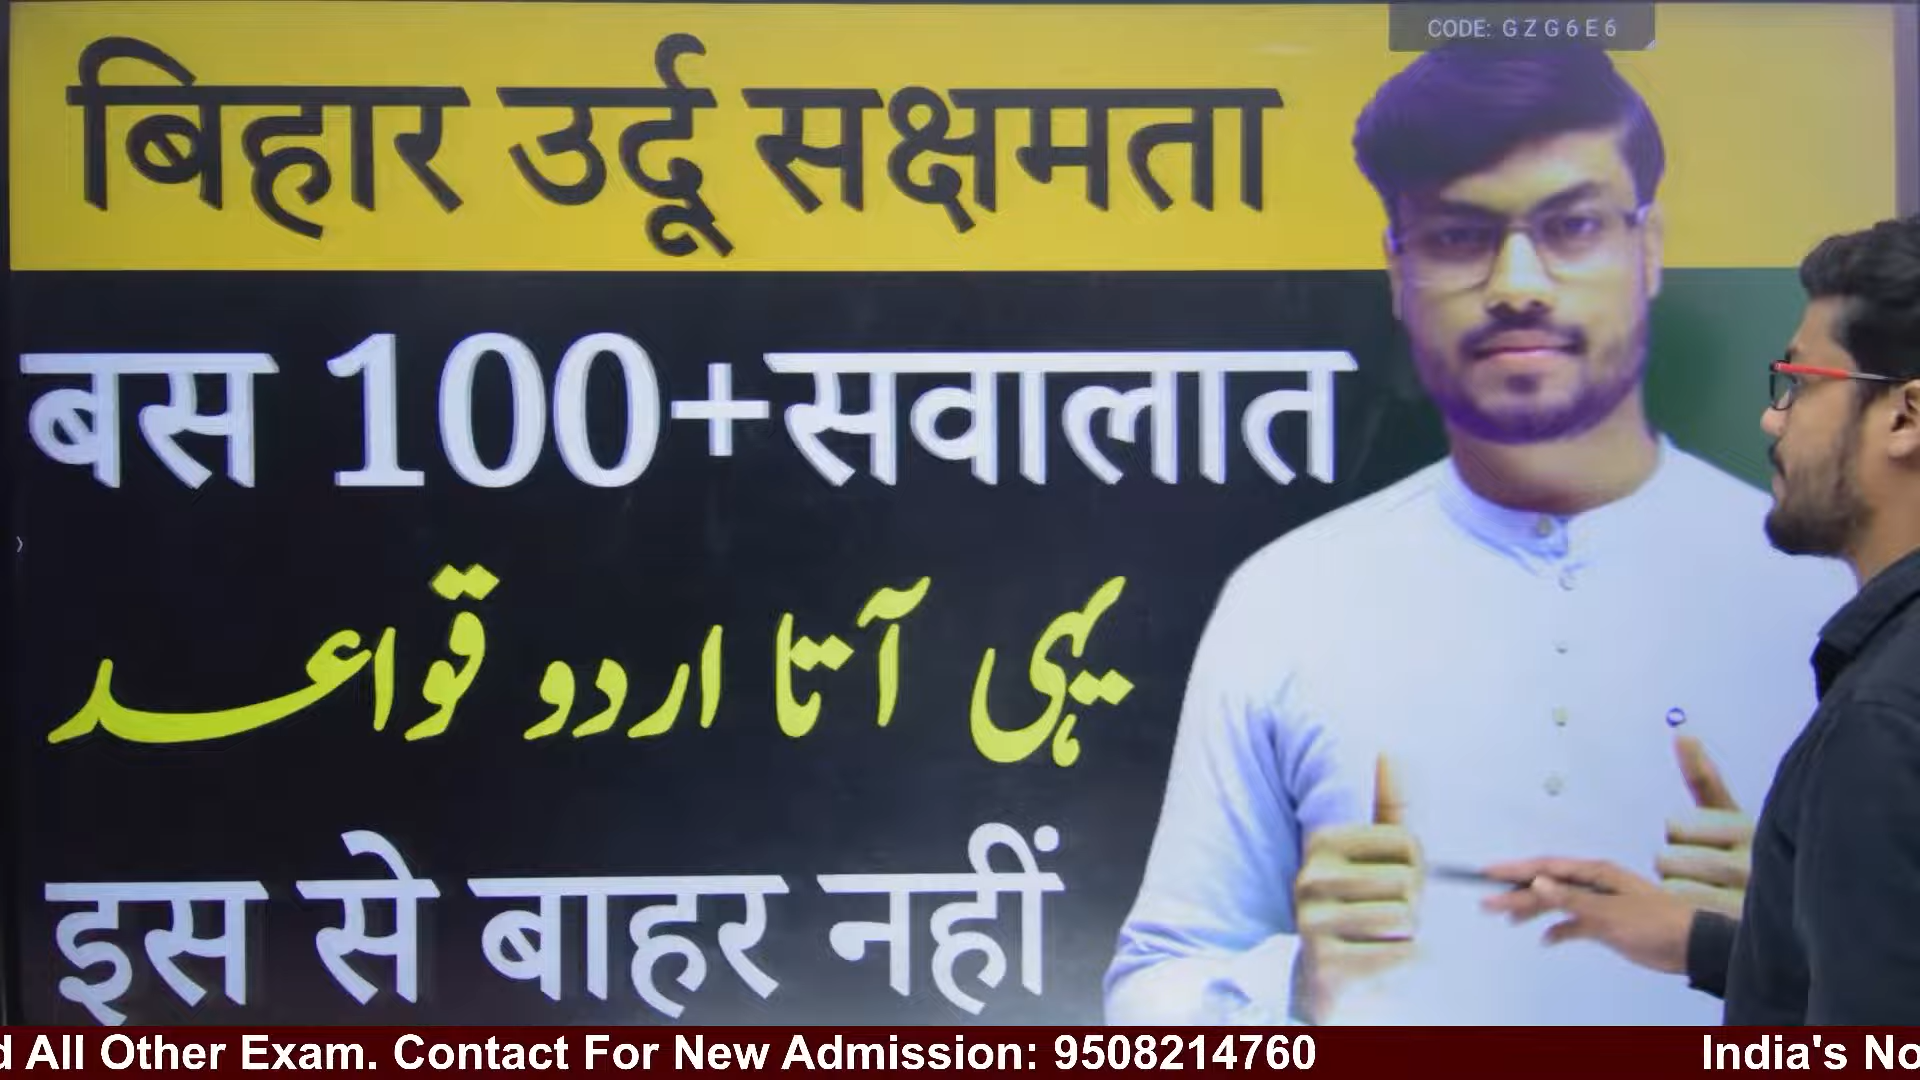 CODE: GZG6E6
बिहार उर्दू सक्षमता
बस 100+सवालात
یہی آتا اردو قواعد
इस से बाहर नहीं
All Other Exam. Contact For New Admission: 9508214760
India's